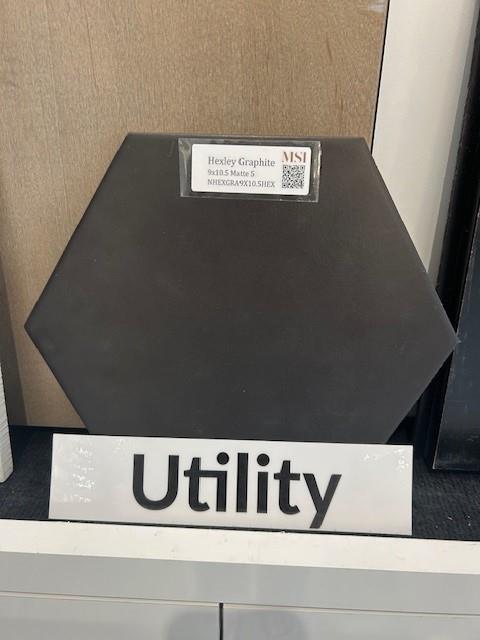 Hexley Graphite MSI
9x10.5 Matte 5
NHEXGRA9X10.5HEX
Utility